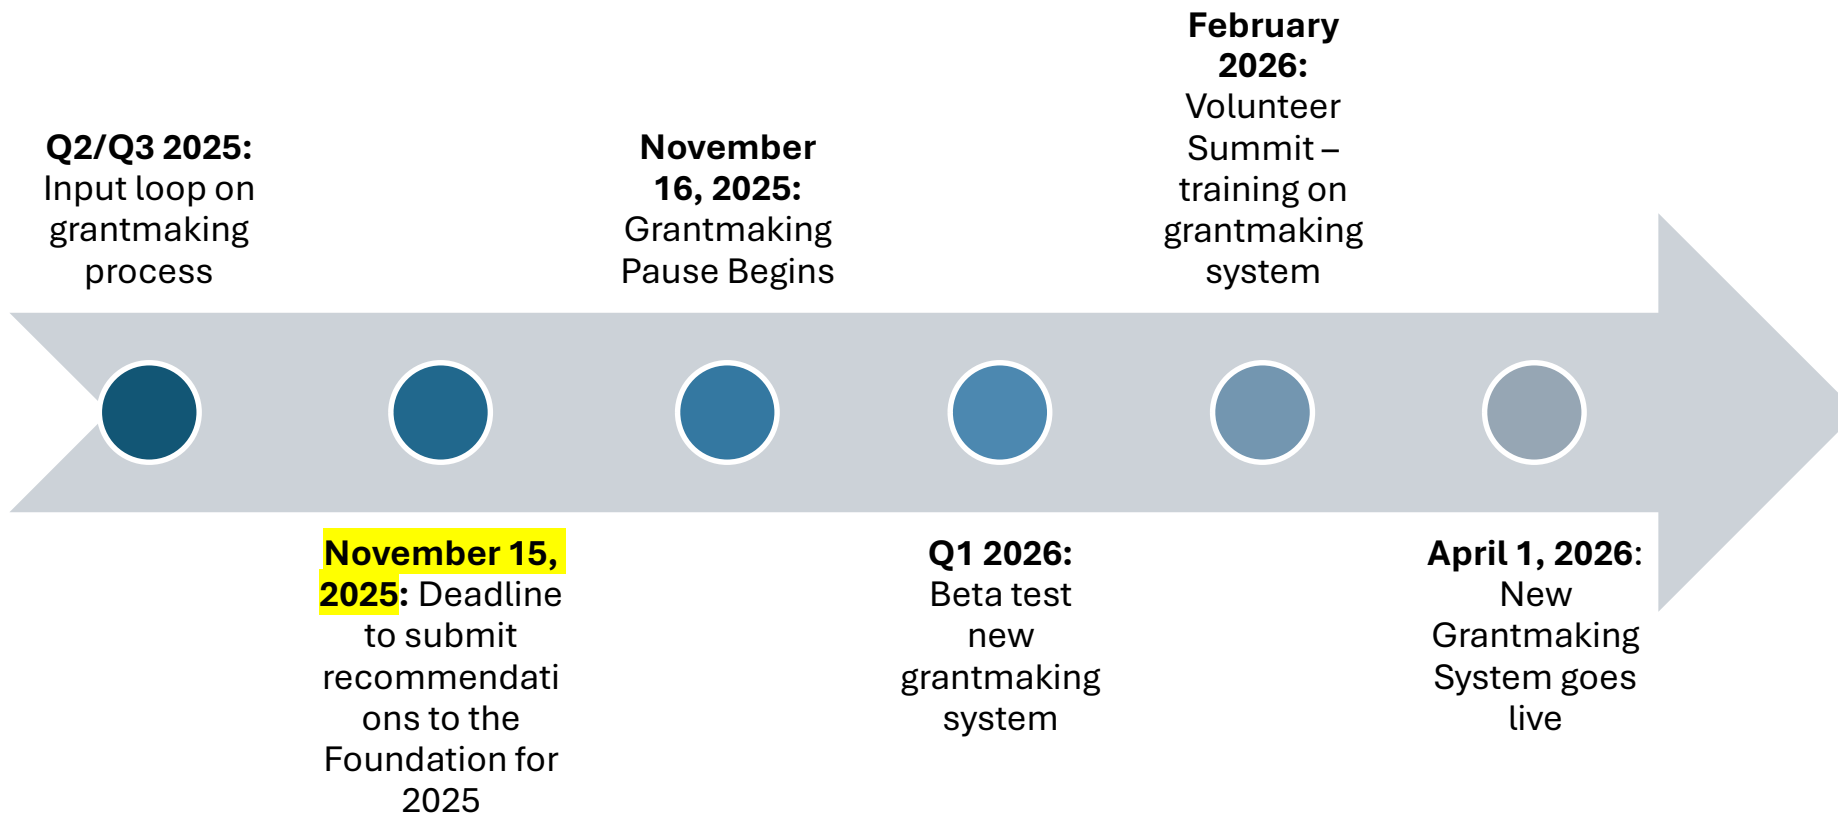 Q2/Q3 2025:
Input loop on
grantmaking
process
November 15,
2025: Deadline
to submit
recommendati
ons to the
Foundation for
2025
November
16, 2025:
Grantmaking
Pause Begins
Q1 2026:
Beta test
new
grantmaking
system
February
2026:
Volunteer
Summit –
training on
grantmaking
system
April 1, 2026:
New
Grantmaking
System goes
live